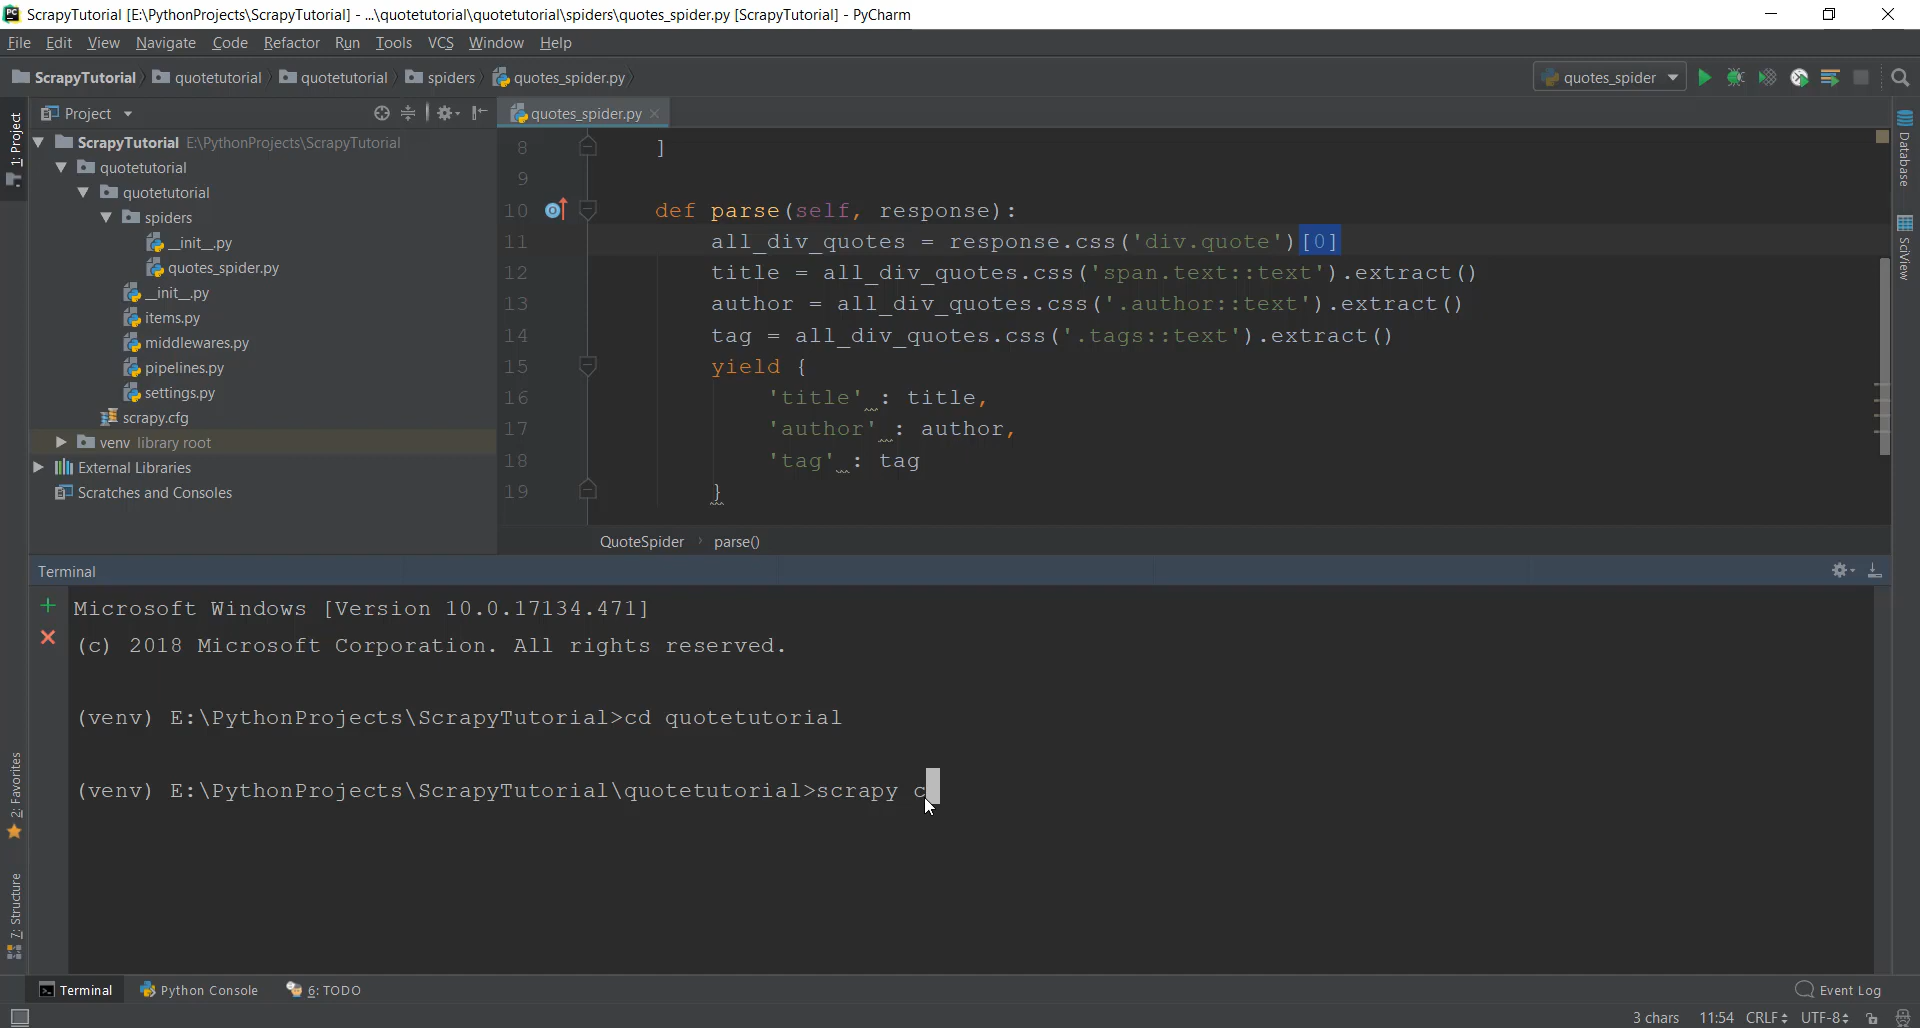 ScrapyTutorial [E:\PythonProjects\ScrapyTutorial] - ...\quotetutorial\quotetutorial\spiders\quotes_spider.py [ScrapyTutorial] - PyCharm
File Edit View Navigate Code Refactor Run Tools VCS Window Help
ScrapyTutorial quotetutorial quotetutorial spiders quotes_spider.py quotes_spider
1: Project
Project
ScrapyTutorial E:\PythonProjects\ScrapyTutorial
quotetutorial
quotetutorial
spiders
__init__.py
quotes_spider.py
__init__.py
items.py
middlewares.py
pipelines.py
settings.py
scrapy.cfg
venv library root
External Libraries
Scratches and Consoles
quotes_spider.py
8 ]
9
10 def parse(self, response):
11 all_div_quotes = response.css('div.quote')[0]
12 title = all_div_quotes.css('span.text::text').extract()
13 author = all_div_quotes.css('.author::text').extract()
14 tag = all_div_quotes.css('.tags::text').extract()
15 yield {
16 'title' : title,
17 'author' : author,
18 'tag' : tag
19 }
QuoteSpider parse()
Database
SciView
Terminal
Microsoft Windows [Version 10.0.17134.471]
(c) 2018 Microsoft Corporation. All rights reserved.
(venv) E:\PythonProjects\ScrapyTutorial>cd quotetutorial
(venv) E:\PythonProjects\ScrapyTutorial\quotetutorial>scrapy c
2: Favorites
7: Structure
Terminal Python Console 6: TODO Event Log
3 chars 11:54 CRLF UTF-8